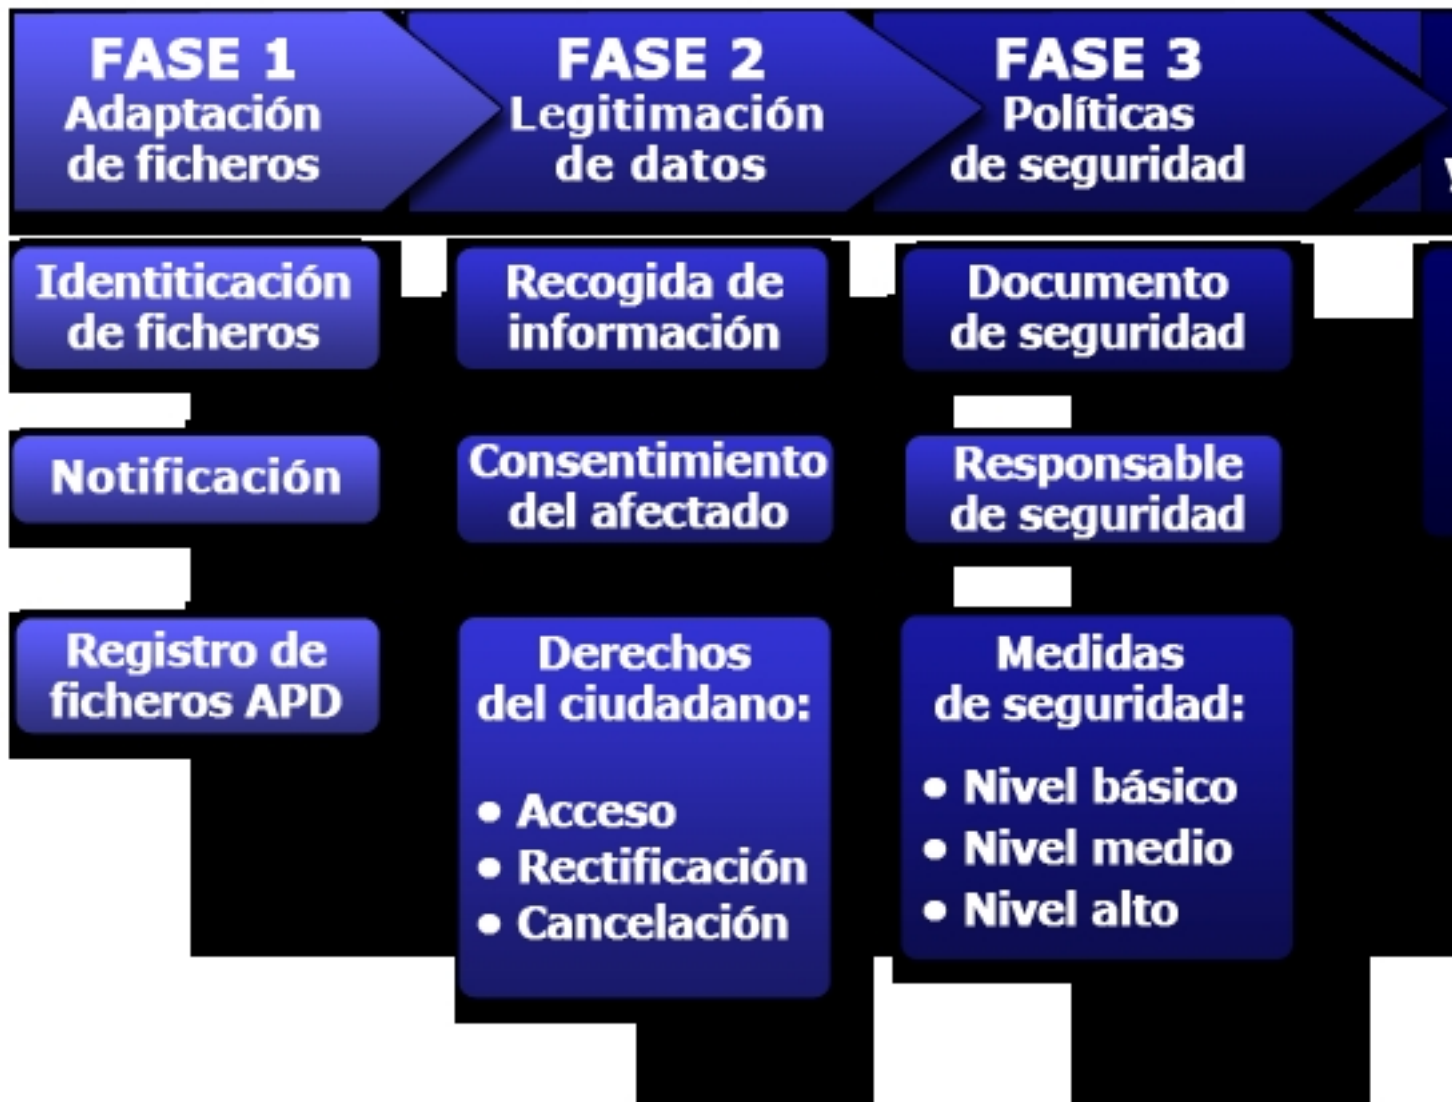 FASE 1
Adaptación
de ficheros
FASE 2
Legitimación
de datos
FASE 3
Políticas
de seguridad
Identiticación
de ficheros
Notificación
Registro de
ficheros APD
Recogida de
información
Consentimiento
del afectado
Derechos
del ciudadano:
• Acceso
• Rectificación
• Cancelación
Documento
de seguridad
Responsable
de seguridad
Medidas
de seguridad:
• Nivel básico
• Nivel medio
• Nivel alto